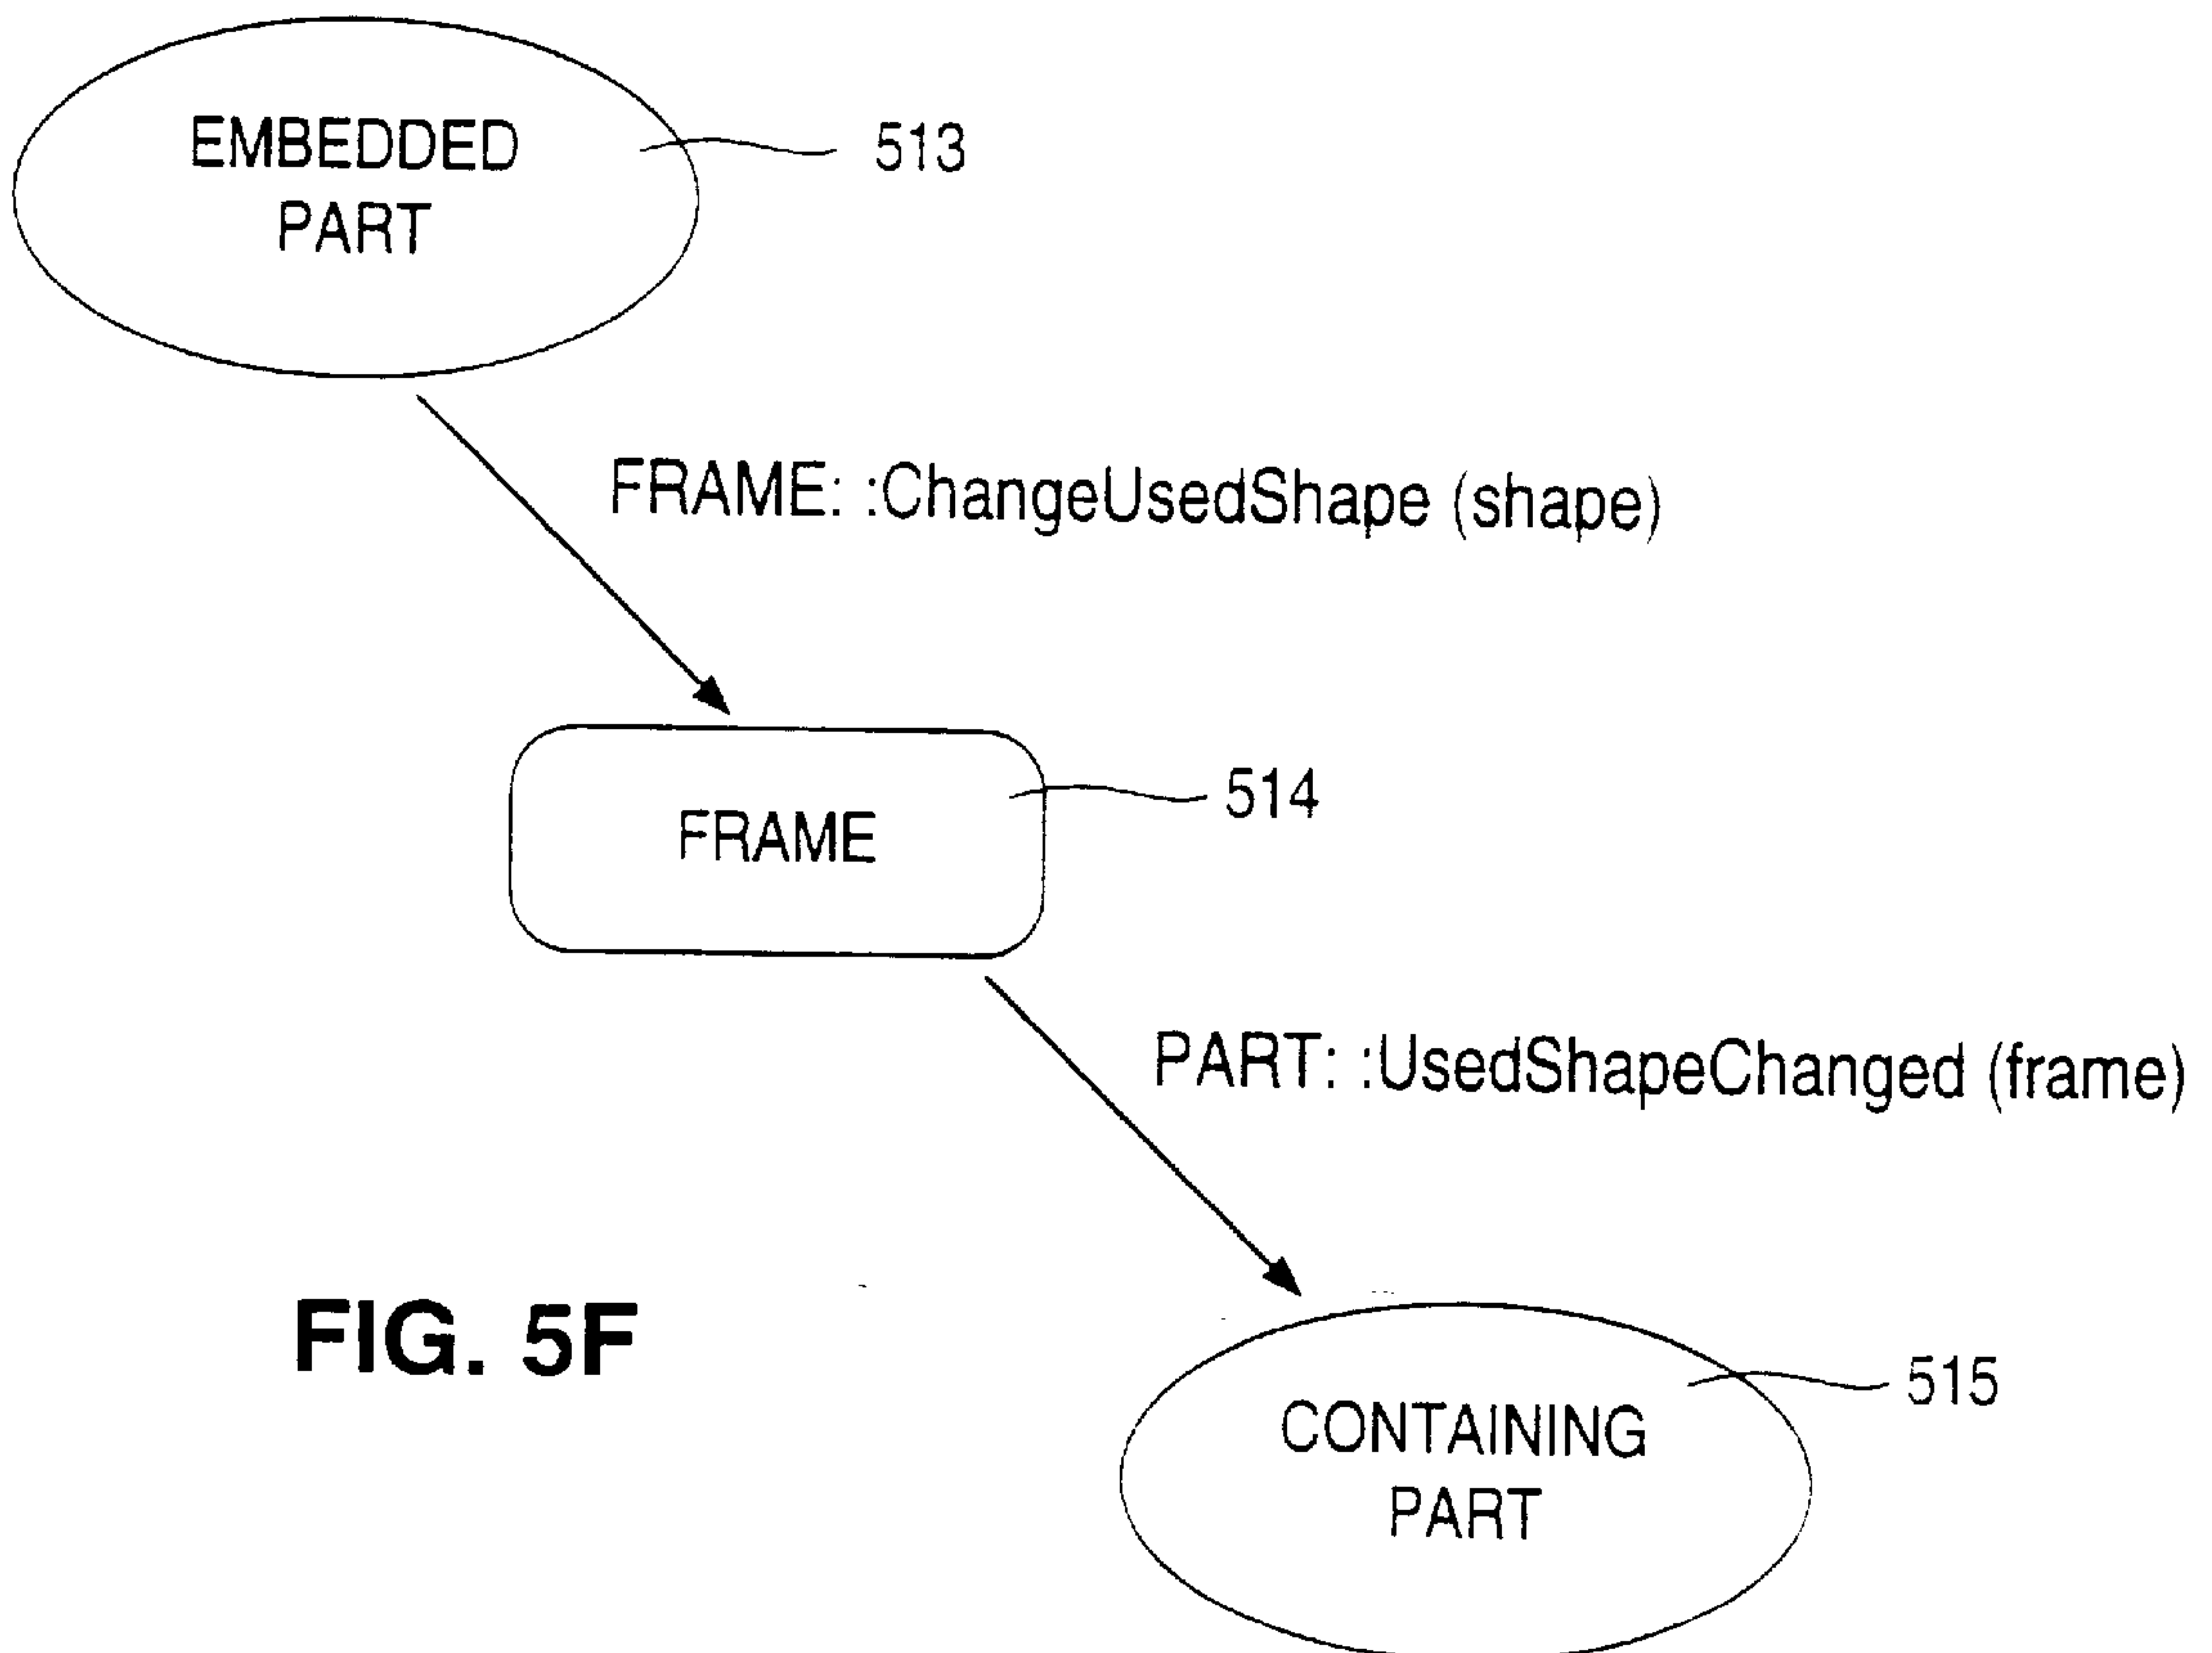 EMBEDDED
PART
513
FRAME: :ChangeUsedShape (shape)
FRAME
514
PART: :UsedShapeChanged (frame)
FIG. 5F
CONTAINING
PART
515